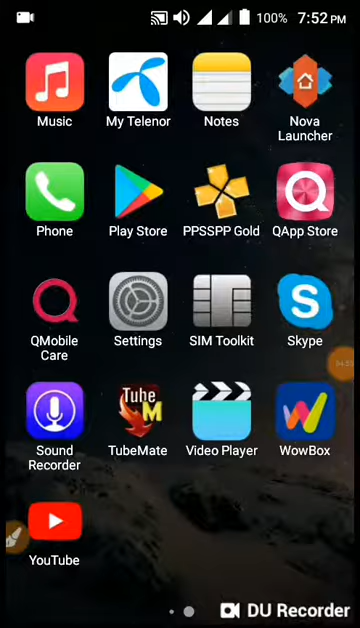 100% 7:52 PM
Music My Telenor Notes Nova Launcher
Phone Play Store PPSSPP Gold QApp Store
QMobile Care Settings SIM Toolkit Skype
Tube M
Sound Recorder TubeMate Video Player WowBox
YouTube
DU Recorder